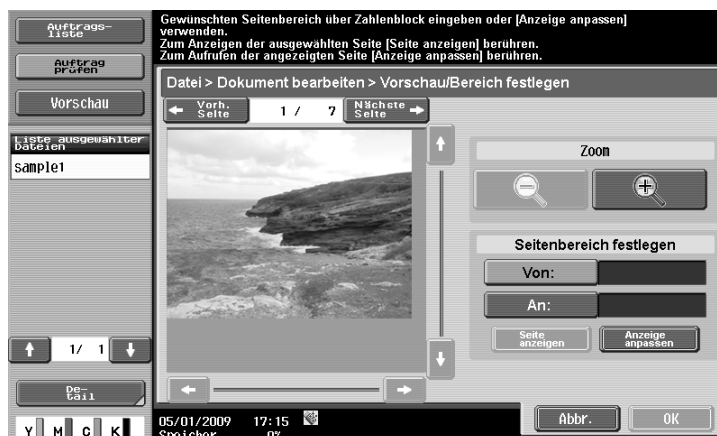 Auftrags-
liste
Auftrag
prüfen
Vorschau
Liste ausgewählter
Dateien
sample1
1/ 1
De-
tail
Y M C K
Gewünschten Seitenbereich über Zahlenblock eingeben oder [Anzeige anpassen]
verwenden.
Zum Anzeigen der ausgewählten Seite [Seite anzeigen] berühren.
Zum Aufrufen der angezeigten Seite [Anzeige anpassen] berühren.
Datei > Dokument bearbeiten > Vorschau/Bereich festlegen
Vorh.
Seite
1 / 7
Nächste
Seite
Zoom
Seitenbereich festlegen
Von:
An:
Seite
anzeigen
Anzeige
anpassen
05/01/2009 17:15
Speicher 0%
Abbr.
OK